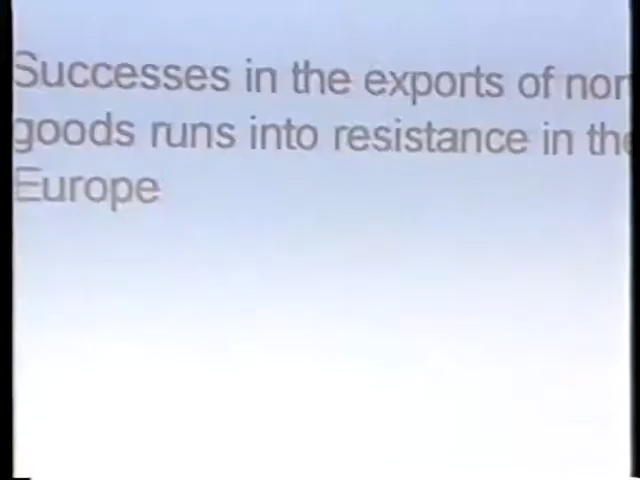 Successes in the exports of
goods runs into resistance in
Europe